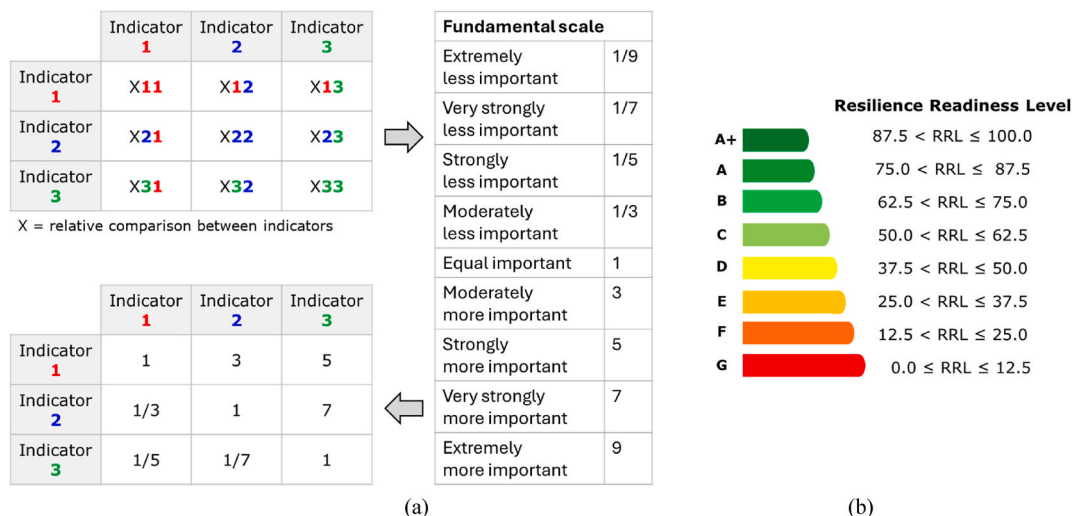 Indicator 1 Indicator 2 Indicator 3
Indicator 1 X11 X12 X13
Indicator 2 X21 X22 X23
Indicator 3 X31 X32 X33
X = relative comparison between indicators
Indicator 1 Indicator 2 Indicator 3
Indicator 1 1 3 5
Indicator 2 1/3 1 7
Indicator 3 1/5 1/7 1
Fundamental scale
Extremely
less important 1/9
Very strongly
less important 1/7
Strongly
less important 1/5
Moderately
less important 1/3
Equal important 1
Moderately
more important 3
Strongly
more important 5
Very strongly
more important 7
Extremely
more important 9
(a)
Resilience Readiness Level
A+ 87.5 < RRL ≤ 100.0
A 75.0 < RRL ≤ 87.5
B 62.5 < RRL ≤ 75.0
C 50.0 < RRL ≤ 62.5
D 37.5 < RRL ≤ 50.0
E 25.0 < RRL ≤ 37.5
F 12.5 < RRL ≤ 25.0
G 0.0 ≤ RRL ≤ 12.5
(b)